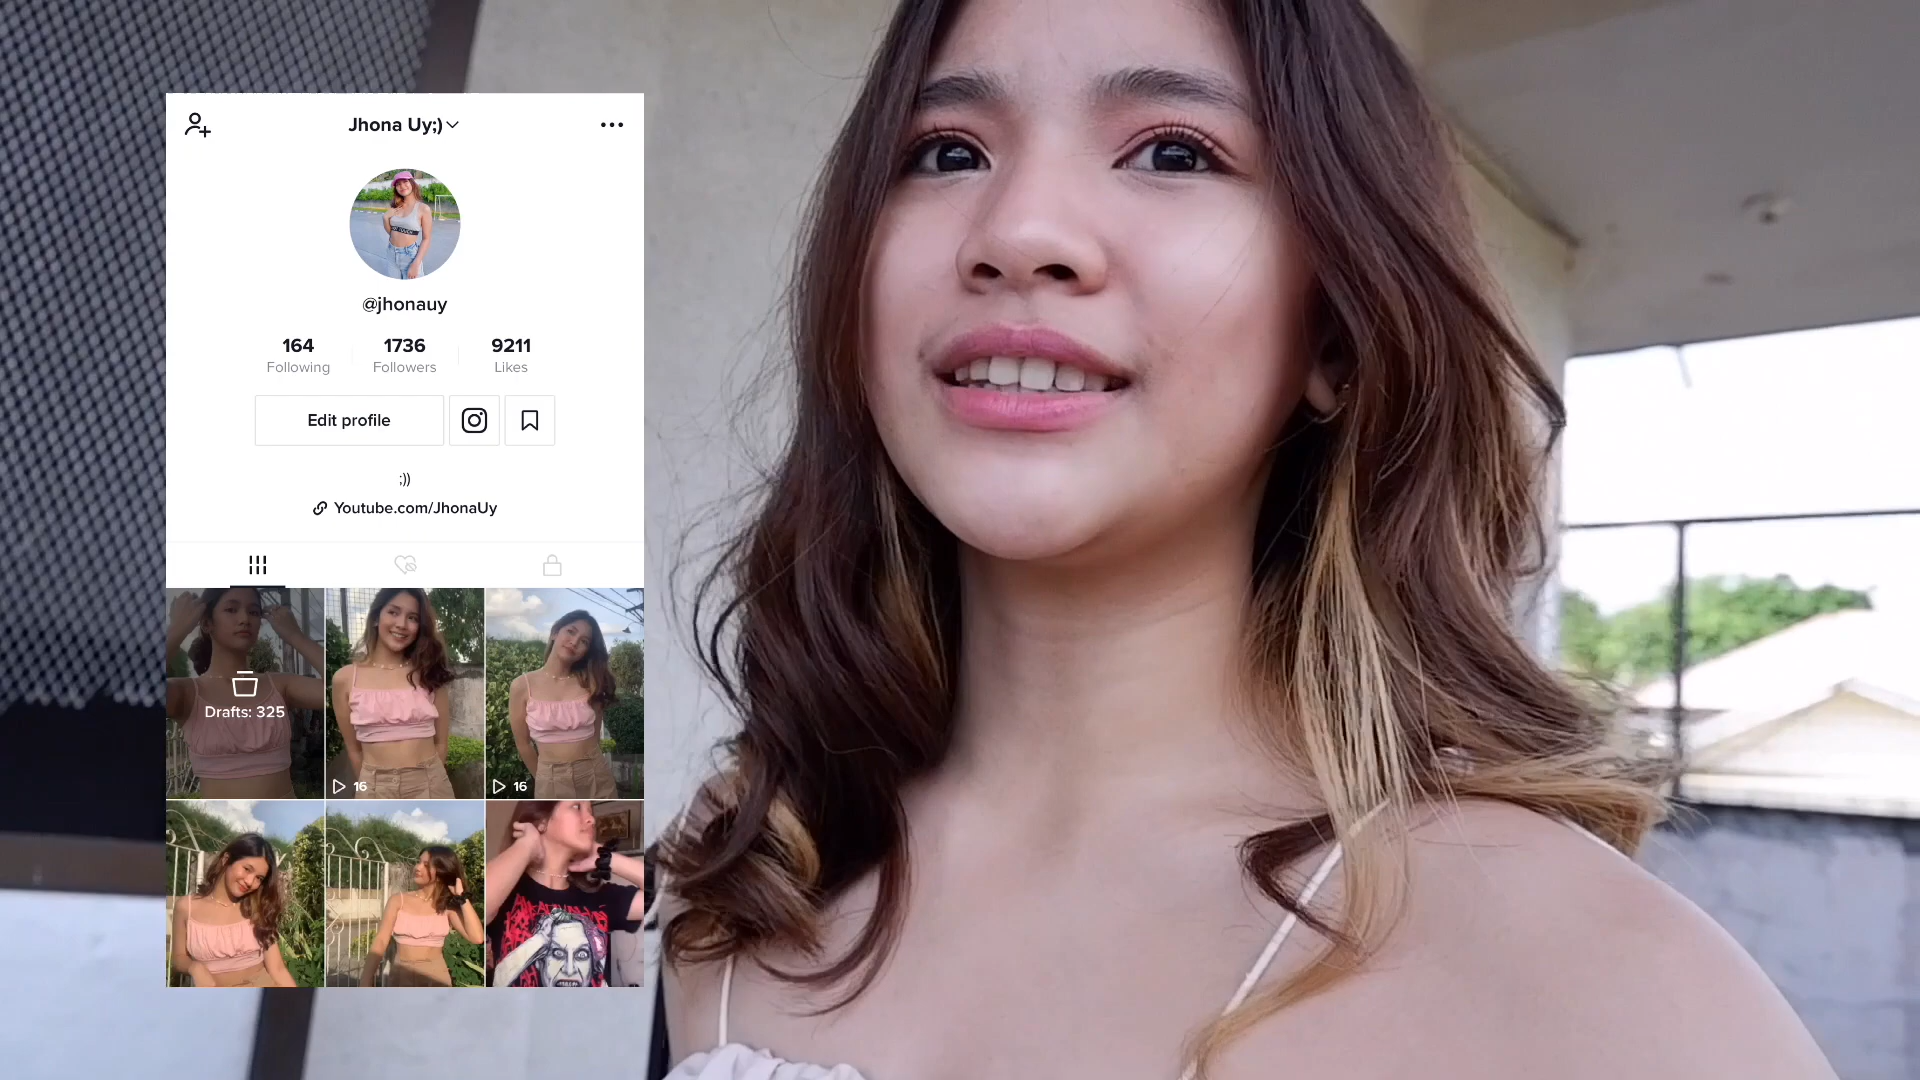 Jhona Uy;)
@jhonauy
164 1736 9211
Following Followers Likes
Edit profile
;))
Youtube.com/JhonaUy
Drafts: 325
16
16